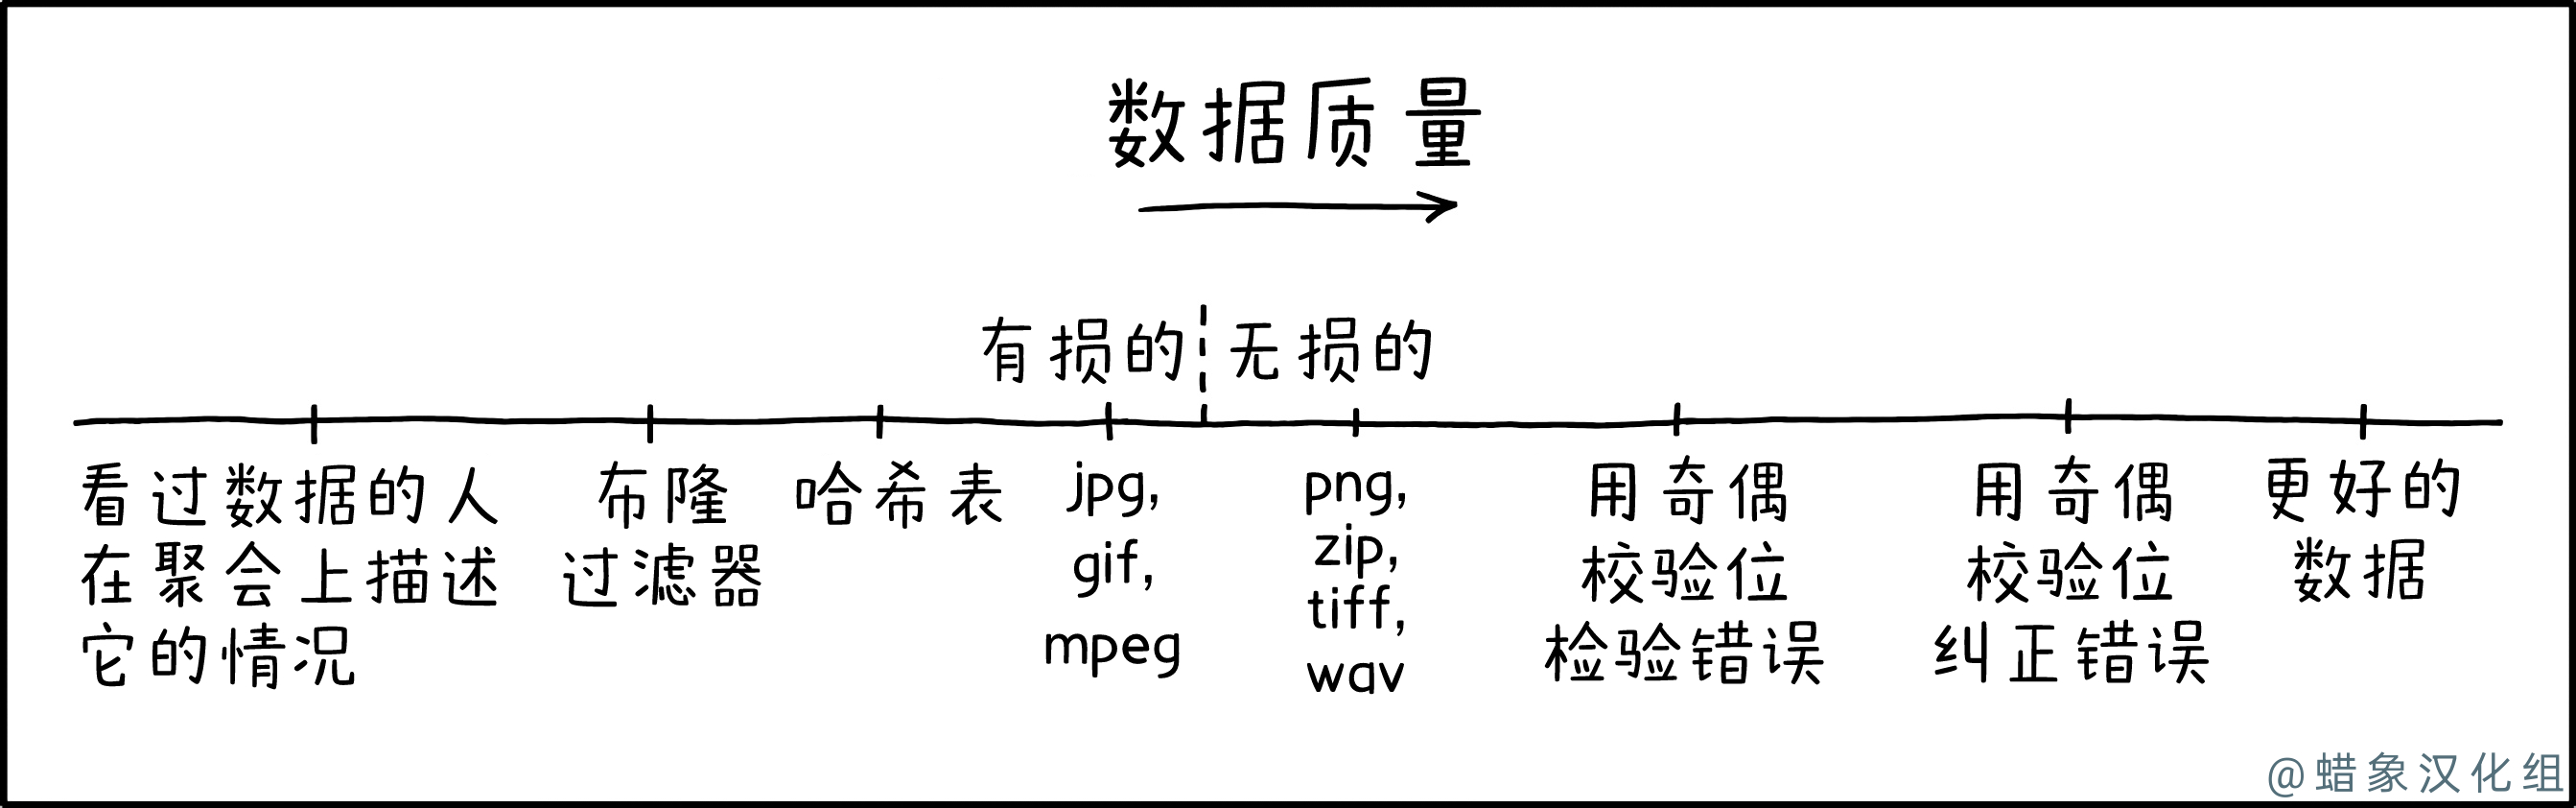 数据质量
有损的 无损的
看过数据的人
在聚会上描述
它的情况
布隆
过滤器
哈希表
jpg,
gif,
mpeg
png,
zip,
tiff,
wav
用奇偶
校验位
检验错误
用奇偶
校验位
纠正错误
更好的
数据
@蜡象汉化组